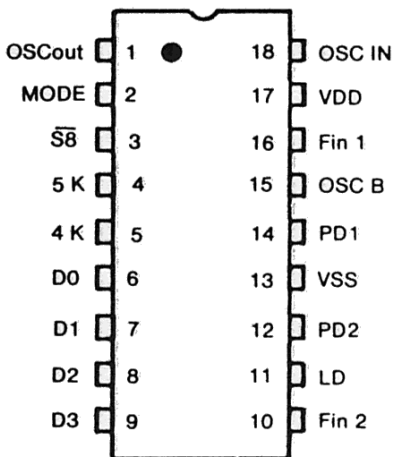 OSCout 1 18 OSC IN
MODE 2 17 VDD
S̅8̅ 3 16 Fin 1
5 K 4 15 OSC B
4 K 5 14 PD1
D0 6 13 VSS
D1 7 12 PD2
D2 8 11 LD
D3 9 10 Fin 2